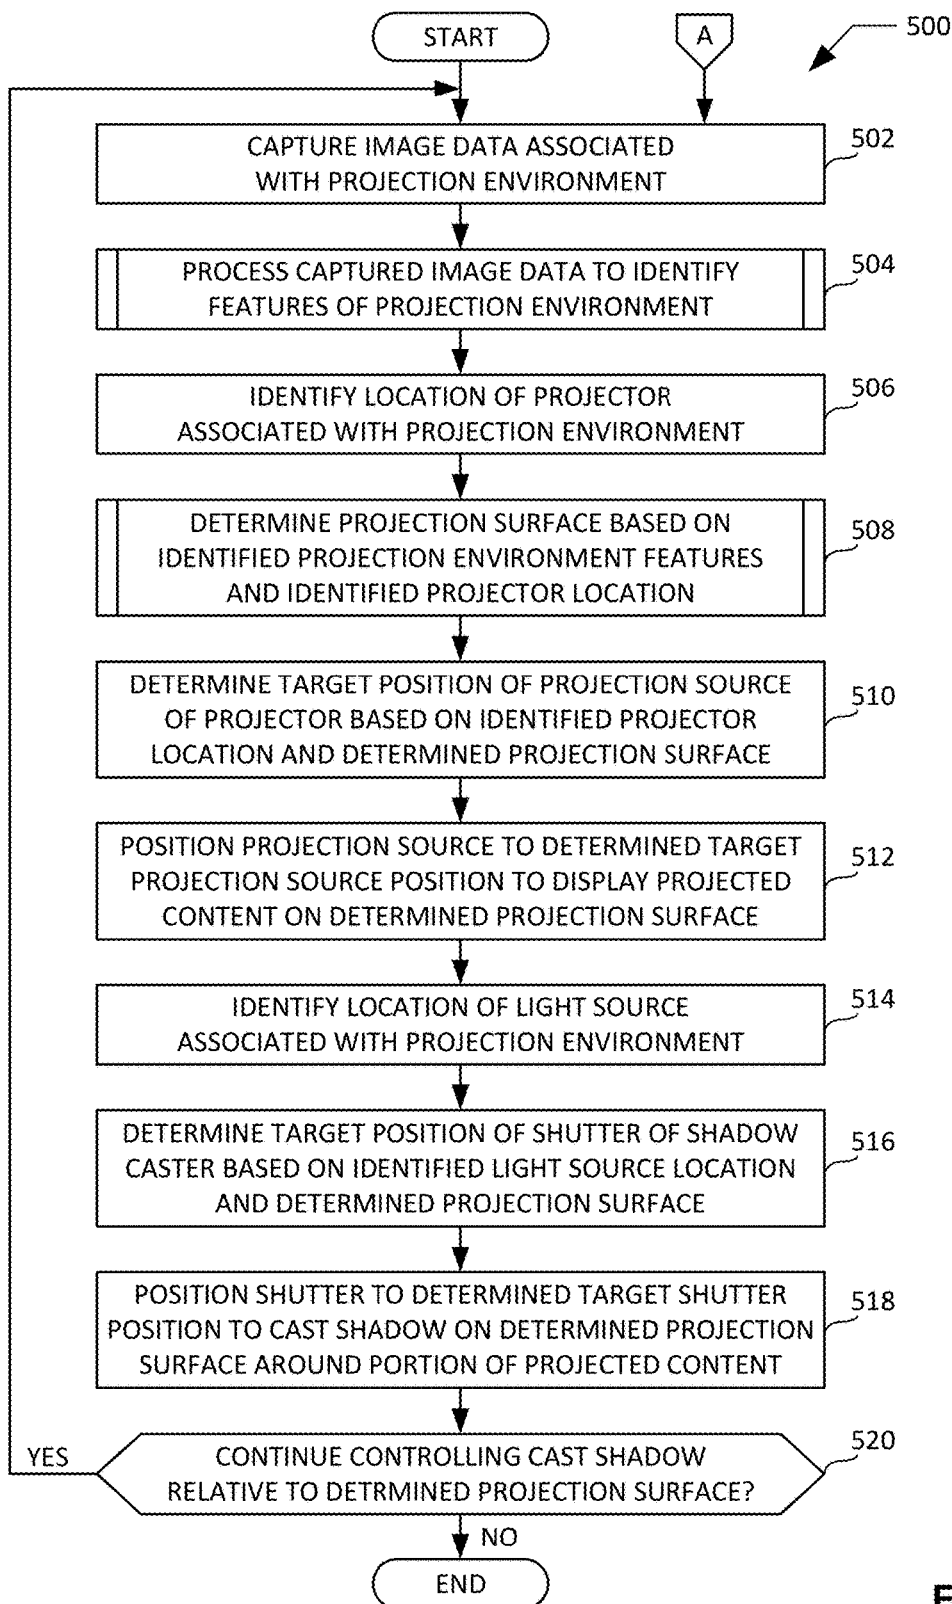 START
A
500
CAPTURE IMAGE DATA ASSOCIATED
WITH PROJECTION ENVIRONMENT
502
PROCESS CAPTURED IMAGE DATA TO IDENTIFY
FEATURES OF PROJECTION ENVIRONMENT
504
IDENTIFY LOCATION OF PROJECTOR
ASSOCIATED WITH PROJECTION ENVIRONMENT
506
DETERMINE PROJECTION SURFACE BASED ON
IDENTIFIED PROJECTION ENVIRONMENT FEATURES
AND IDENTIFIED PROJECTOR LOCATION
508
DETERMINE TARGET POSITION OF PROJECTION SOURCE
OF PROJECTOR BASED ON IDENTIFIED PROJECTOR
LOCATION AND DETERMINED PROJECTION SURFACE
510
POSITION PROJECTION SOURCE TO DETERMINED TARGET
PROJECTION SOURCE POSITION TO DISPLAY PROJECTED
CONTENT ON DETERMINED PROJECTION SURFACE
512
IDENTIFY LOCATION OF LIGHT SOURCE
ASSOCIATED WITH PROJECTION ENVIRONMENT
514
DETERMINE TARGET POSITION OF SHUTTER OF SHADOW
CASTER BASED ON IDENTIFIED LIGHT SOURCE LOCATION
AND DETERMINED PROJECTION SURFACE
516
POSITION SHUTTER TO DETERMINED TARGET SHUTTER
POSITION TO CAST SHADOW ON DETERMINED PROJECTION
SURFACE AROUND PORTION OF PROJECTED CONTENT
518
YES
CONTINUE CONTROLLING CAST SHADOW
RELATIVE TO DETRMINED PROJECTION SURFACE?
520
NO
END